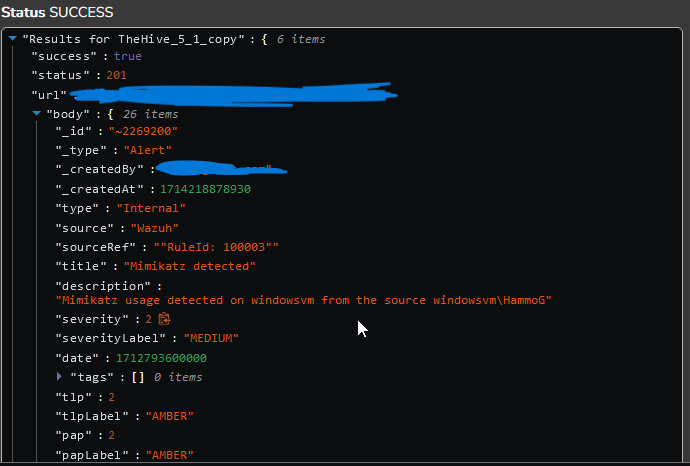 Status SUCCESS
"Results for TheHive_5_1_copy" : { 6 items
"success" : true
"status" : 201
"url"
"body" : { 26 items
"_id" : "~2269200"
"_type" : "Alert"
"_createdBy" :
"_createdAt" : 1714218878930
"type" : "Internal"
"source" : "Wazuh"
"sourceRef" : ""RuleId: 100003""
"title" : "Mimikatz detected"
"description" :
"Mimikatz usage detected on windowsvm from the source windowsvm\HammoG"
"severity" : 2
"severityLabel" : "MEDIUM"
"date" : 1712793600000
"tags" : [] 0 items
"tlp" : 2
"tlpLabel" : "AMBER"
"pap" : 2
"papLabel" : "AMBER"